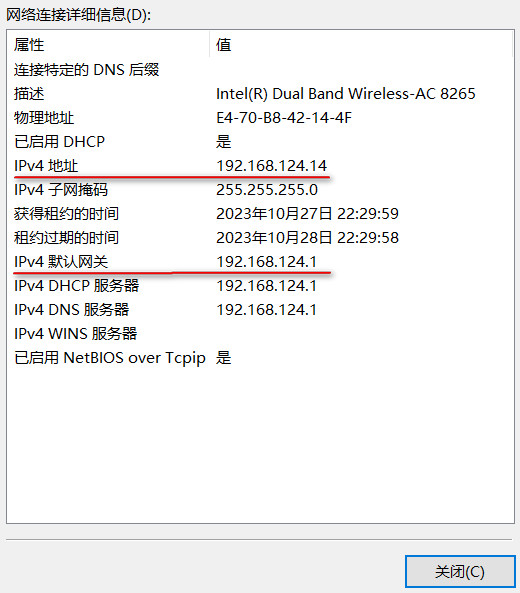 网络连接详细信息(D):
属性 值
连接特定的 DNS 后缀
描述 Intel(R) Dual Band Wireless-AC 8265
物理地址 E4-70-B8-42-14-4F
已启用 DHCP 是
IPv4 地址 192.168.124.14
IPv4 子网掩码 255.255.255.0
获得租约的时间 2023年10月27日 22:29:59
租约过期的时间 2023年10月28日 22:29:58
IPv4 默认网关 192.168.124.1
IPv4 DHCP 服务器 192.168.124.1
IPv4 DNS 服务器 192.168.124.1
IPv4 WINS 服务器
已启用 NetBIOS over Tcpip 是
关闭(C)